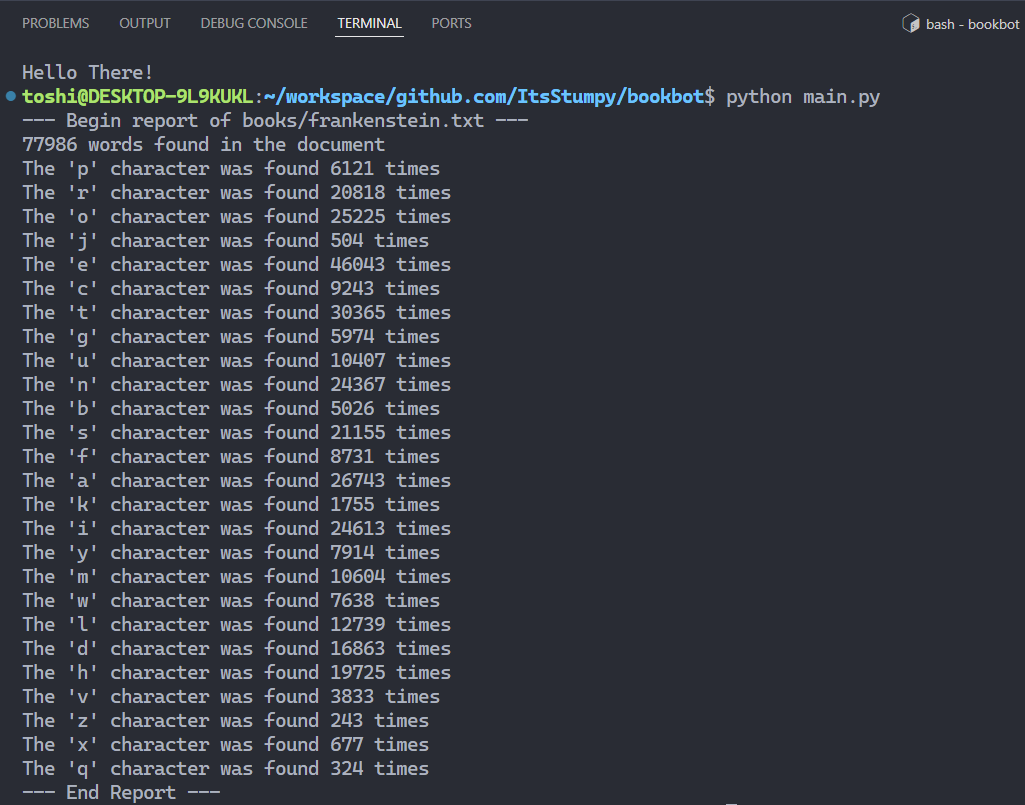 PROBLEMS OUTPUT DEBUG CONSOLE TERMINAL PORTS bash - bookbot
Hello There!
toshi@DESKTOP-9L9KUKL:~/workspace/github.com/ItsStumpy/bookbot$ python main.py
--- Begin report of books/frankenstein.txt ---
77986 words found in the document
The 'p' character was found 6121 times
The 'r' character was found 20818 times
The 'o' character was found 25225 times
The 'j' character was found 504 times
The 'e' character was found 46043 times
The 'c' character was found 9243 times
The 't' character was found 30365 times
The 'g' character was found 5974 times
The 'u' character was found 10407 times
The 'n' character was found 24367 times
The 'b' character was found 5026 times
The 's' character was found 21155 times
The 'f' character was found 8731 times
The 'a' character was found 26743 times
The 'k' character was found 1755 times
The 'i' character was found 24613 times
The 'y' character was found 7914 times
The 'm' character was found 10604 times
The 'w' character was found 7638 times
The 'l' character was found 12739 times
The 'd' character was found 16863 times
The 'h' character was found 19725 times
The 'v' character was found 3833 times
The 'z' character was found 243 times
The 'x' character was found 677 times
The 'q' character was found 324 times
--- End Report ---